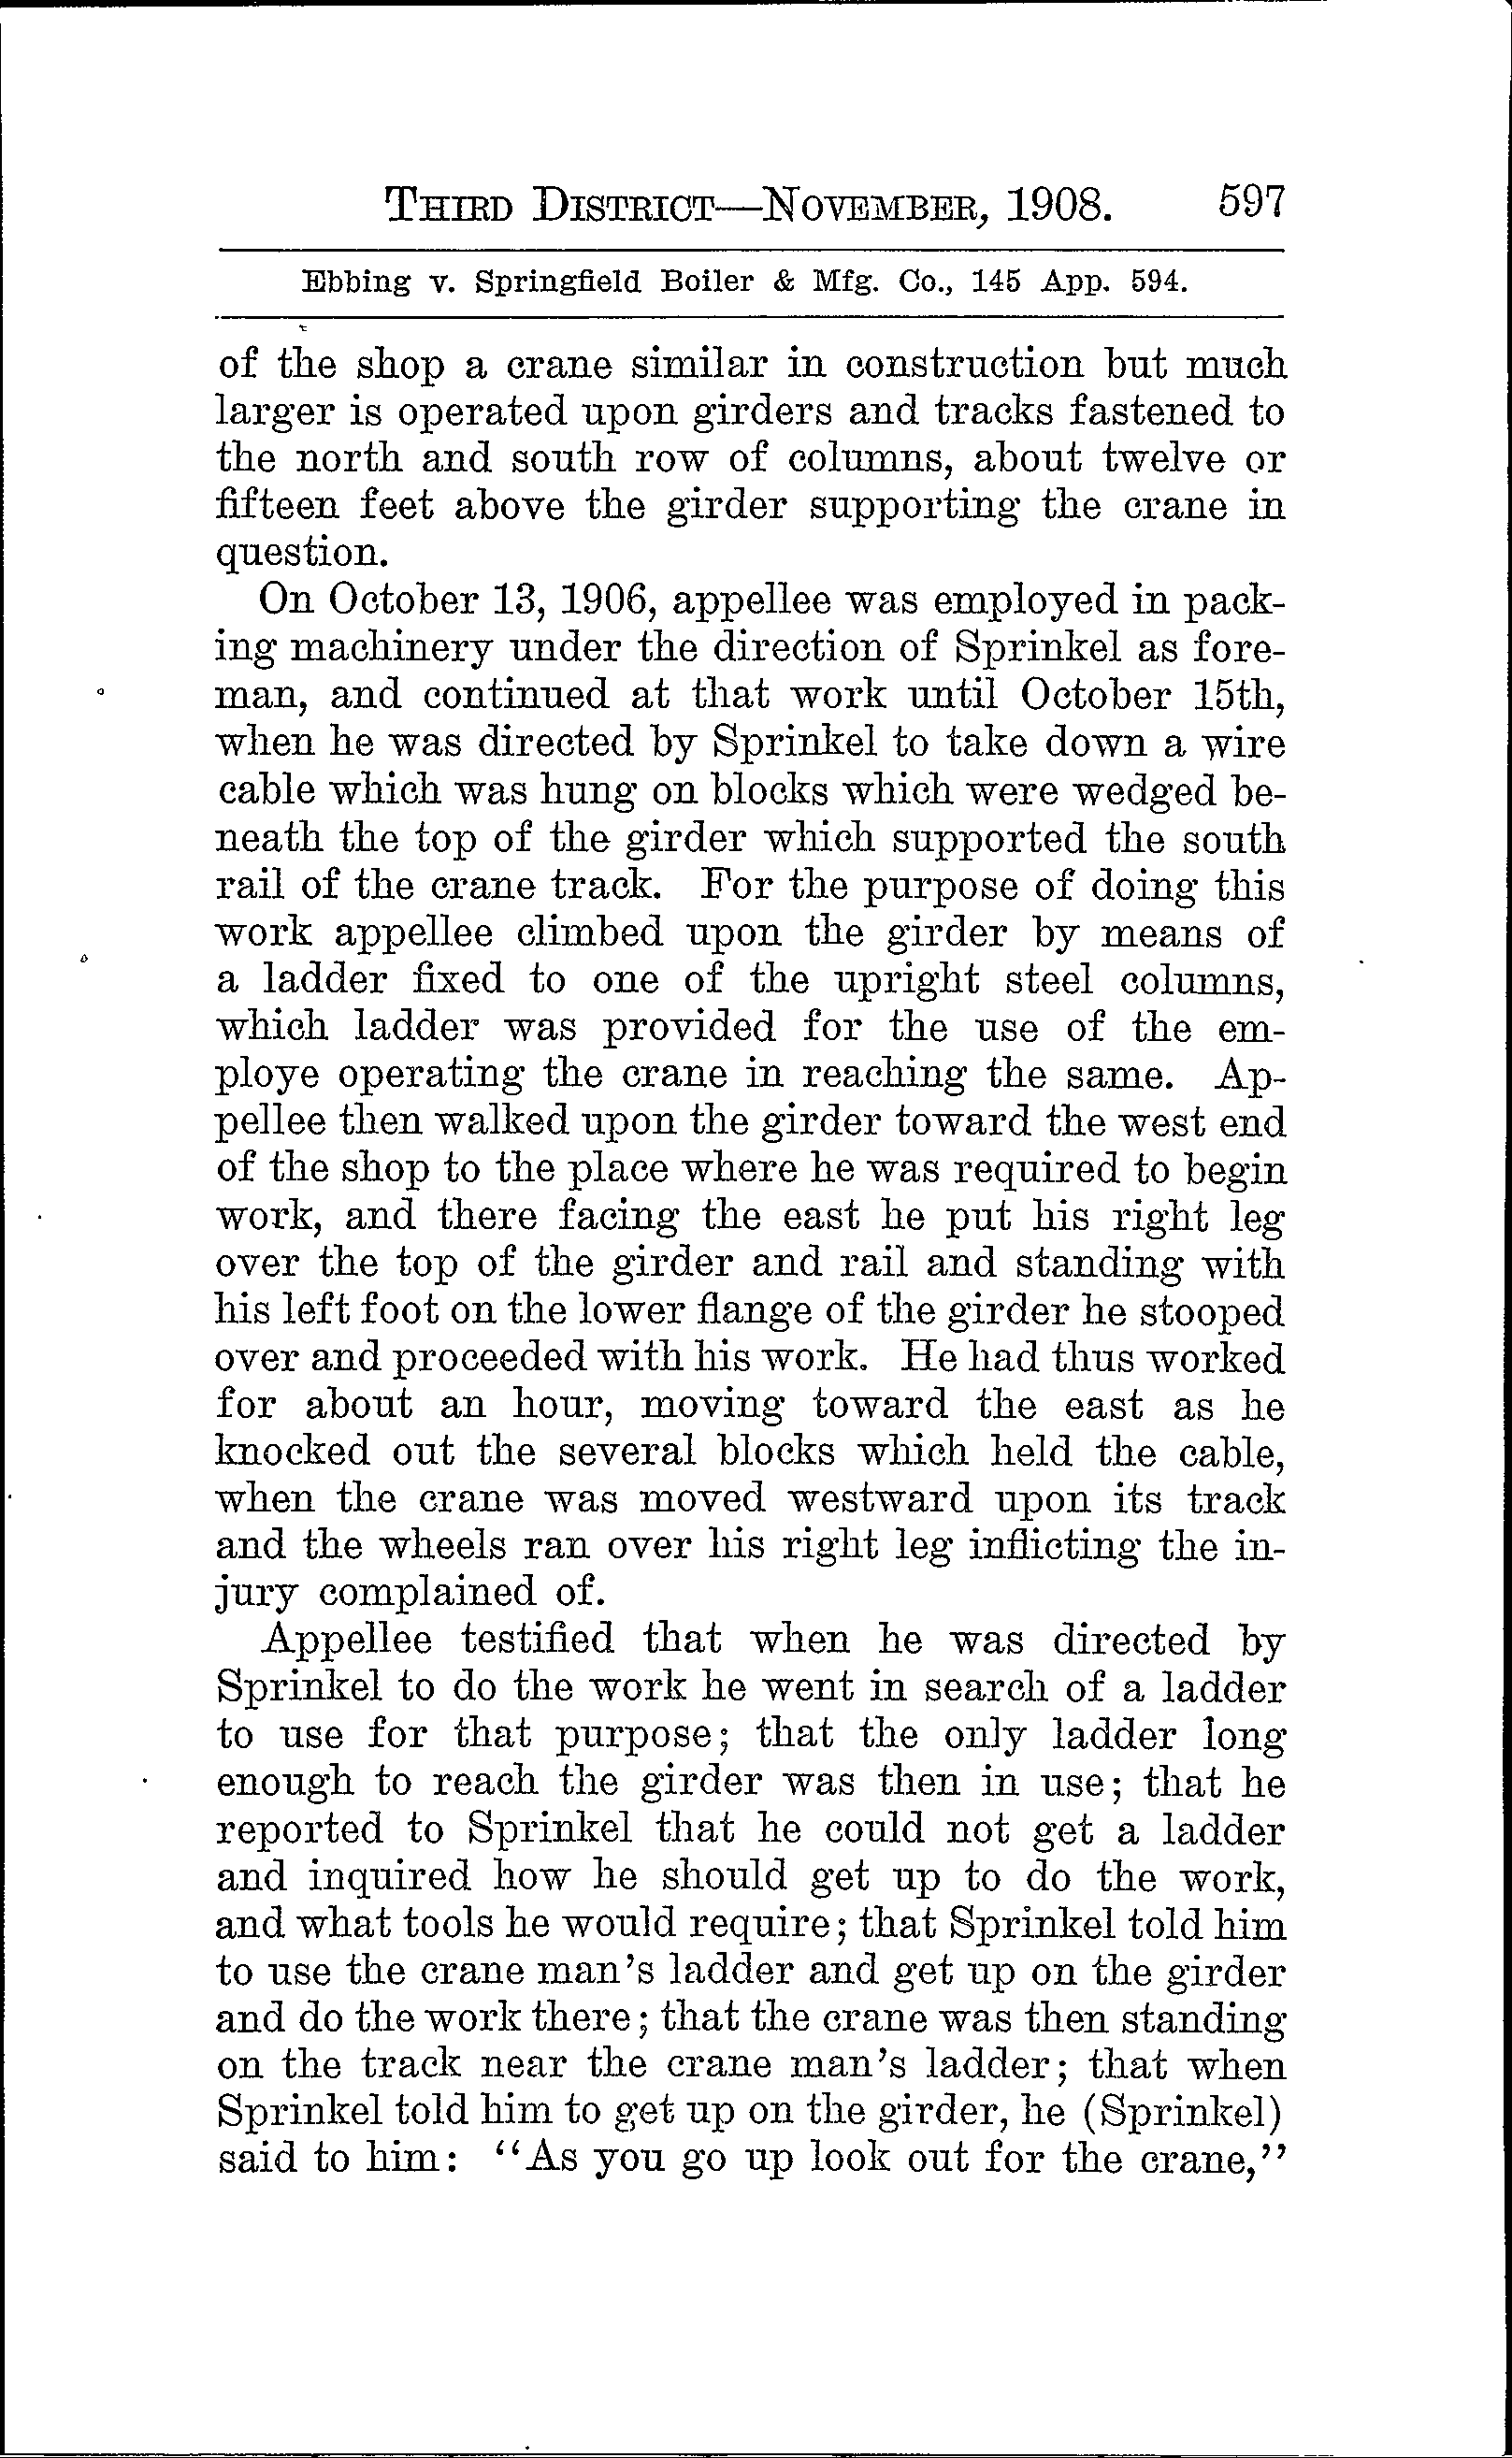 THIRD DISTRICT—NOVEMBER, 1908. 597
Ebbing v. Springfield Boiler & Mfg. Co., 145 App. 594.
of the shop a crane similar in construction but much
larger is operated upon girders and tracks fastened to
the north and south row of columns, about twelve or
fifteen feet above the girder supporting the crane in
question.
On October 13, 1906, appellee was employed in pack-
ing machinery under the direction of Sprinkel as fore-
man, and continued at that work until October 15th,
when he was directed by Sprinkel to take down a wire
cable which was hung on blocks which were wedged be-
neath the top of the girder which supported the south
rail of the crane track. For the purpose of doing this
work appellee climbed upon the girder by means of
a ladder fixed to one of the upright steel columns,
which ladder was provided for the use of the em-
ploye operating the crane in reaching the same. Ap-
pellee then walked upon the girder toward the west end
of the shop to the place where he was required to begin
work, and there facing the east he put his right leg
over the top of the girder and rail and standing with
his left foot on the lower flange of the girder he stooped
over and proceeded with his work. He had thus worked
for about an hour, moving toward the east as he
knocked out the several blocks which held the cable,
when the crane was moved westward upon its track
and the wheels ran over his right leg inflicting the in-
jury complained of.
Appellee testified that when he was directed by
Sprinkel to do the work he went in search of a ladder
to use for that purpose; that the only ladder long
enough to reach the girder was then in use; that he
reported to Sprinkel that he could not get a ladder
and inquired how he should get up to do the work,
and what tools he would require; that Sprinkel told him
to use the crane man's ladder and get up on the girder
and do the work there; that the crane was then standing
on the track near the crane man's ladder; that when
Sprinkel told him to get up on the girder, he (Sprinkel)
said to him: "As you go up look out for the crane,"